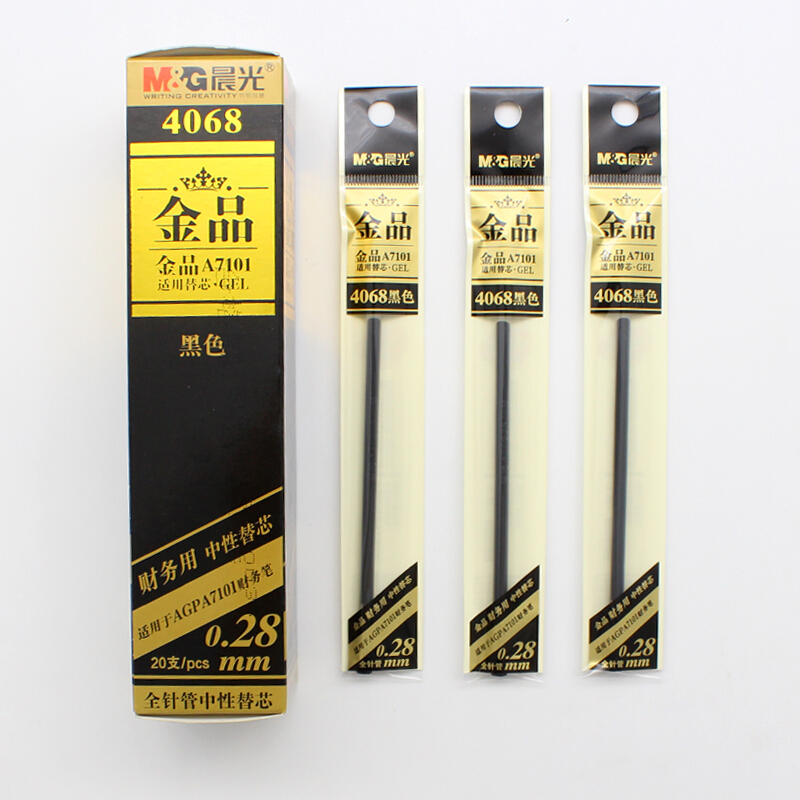 M&G晨光®
WRITING CREATIVITY
4068
金品
金品A7101
适用替芯·GEL
黑色
财务用 中性替芯
适用于AGPA7101财务笔
0.28
20支/pcs mm
全针管中性替芯
M&G晨光®
金品
金品A7101
适用替芯·GEL
4068黑色
金品 财务用 中性替芯
适用于AGPA7101财务笔
0.28
全针管 mm
M&G晨光®
金品
金品A7101
适用替芯·GEL
4068黑色
金品 财务用 中性替芯
适用于AGPA7101财务笔
0.28
全针管 mm
M&G晨光®
金品
金品A7101
适用替芯·GEL
4068黑色
金品 财务用 中性替芯
适用于AGPA7101财务笔
0.28
全针管 mm